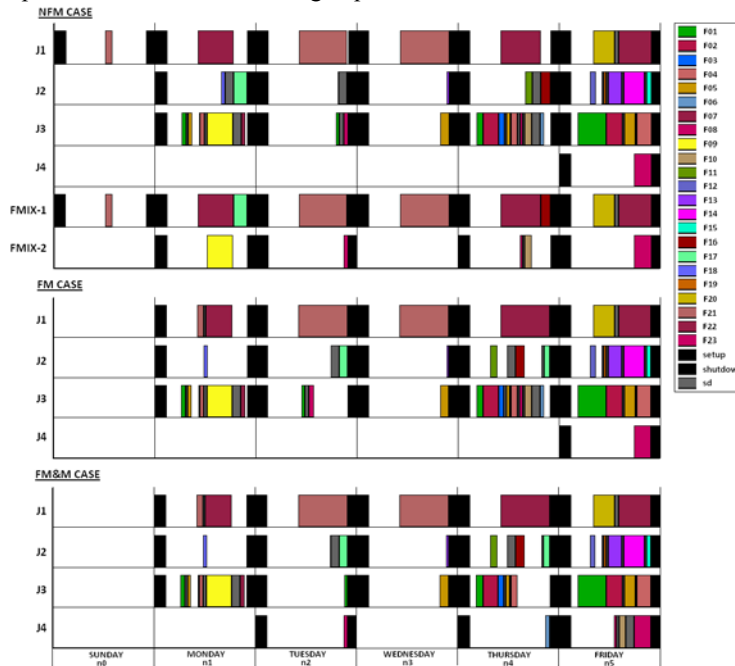 NFM CASE
J1
J2
J3
J4
FMIX-1
FMIX-2
FM CASE
J1
J2
J3
J4
FM&M CASE
J1
J2
J3
J4
SUNDAY
n0
MONDAY
n1
TUESDAY
n2
WEDNESDAY
n3
THURSDAY
n4
FRIDAY
n5
F01
F02
F03
F04
F05
F06
F07
F08
F09
F10
F11
F12
F13
F14
F15
F16
F17
F18
F19
F20
F21
F22
F23
setup
shutdown
sd